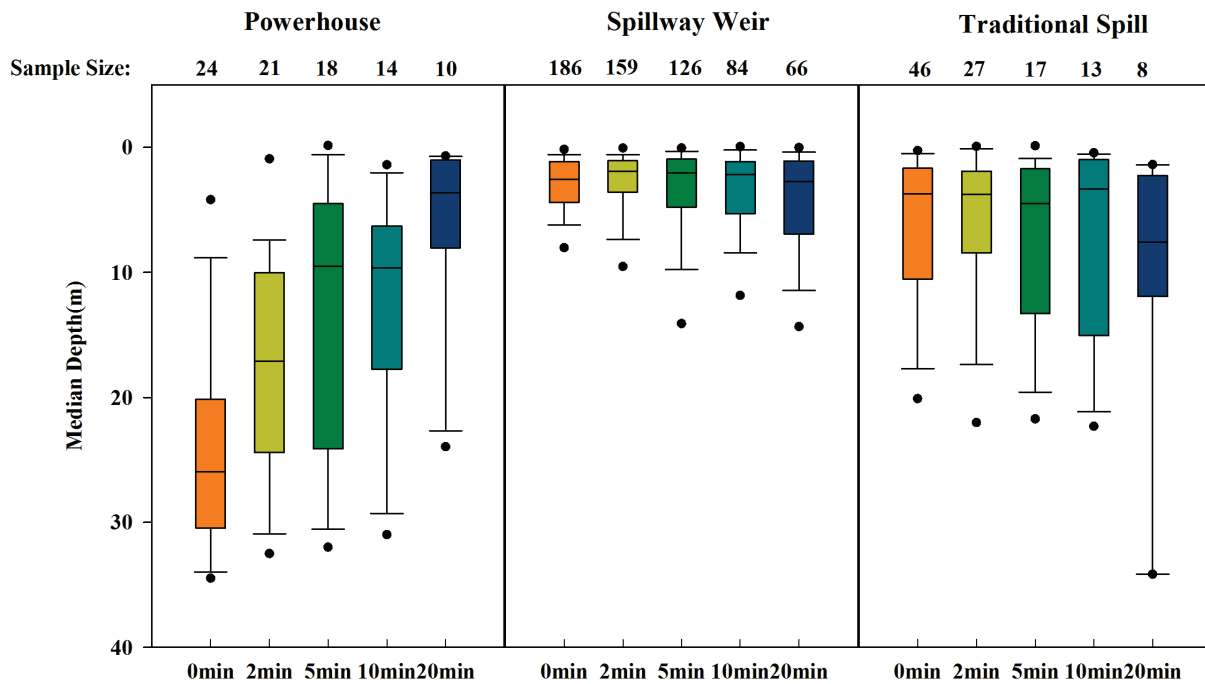 Powerhouse Spillway Weir Traditional Spill
Sample Size: 24 21 18 14 10 186 159 126 84 66 46 27 17 13 8
0
10
20
30
40
Median Depth(m)
0min 2min 5min 10min 20min 0min 2min 5min 10min 20min 0min 2min 5min 10min 20min